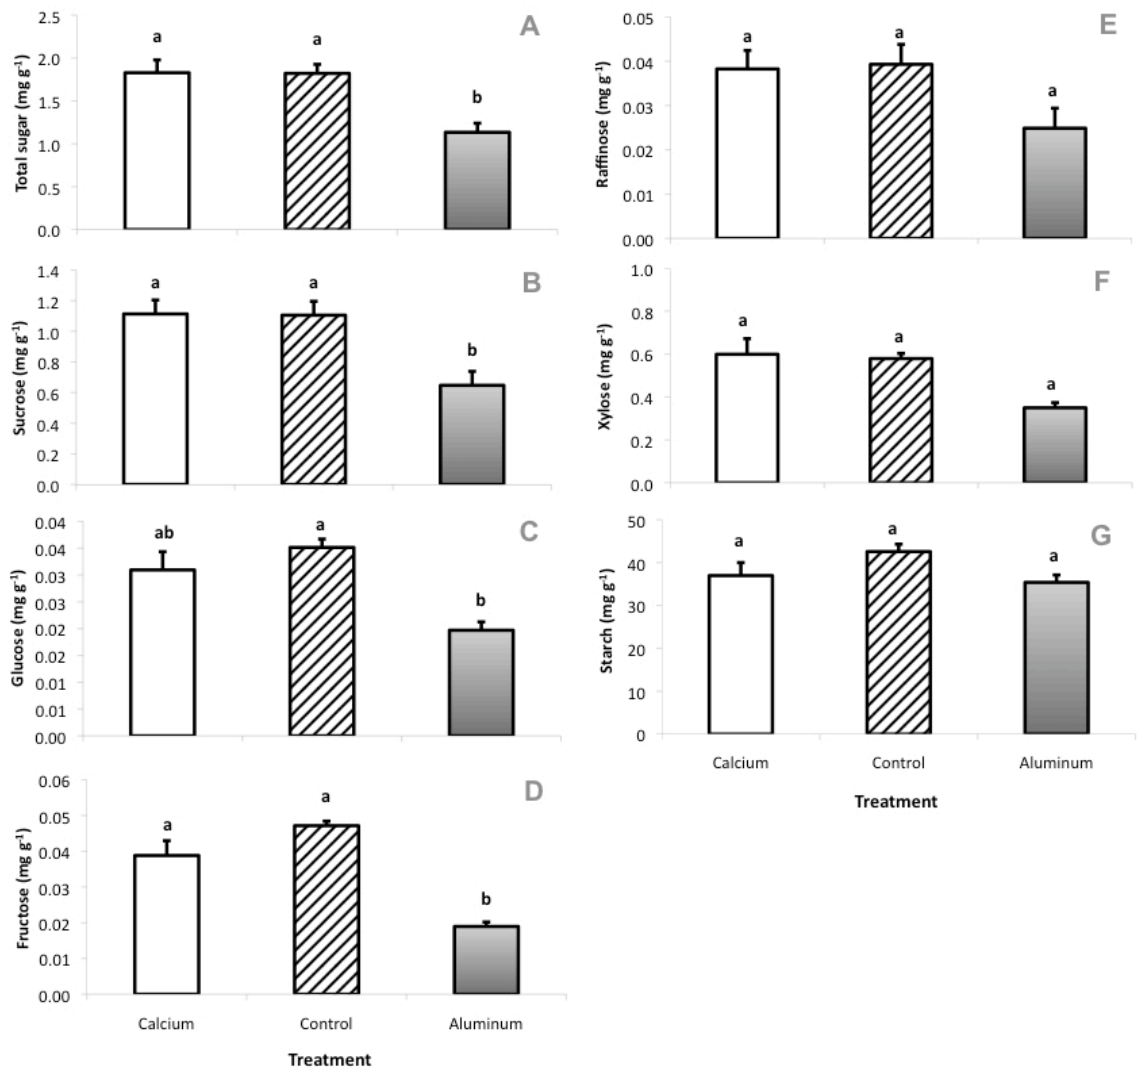 A
Total sugar (mg g⁻¹)
2.5
2.0
1.5
1.0
0.5
0.0
a
a
b
B
Sucrose (mg g⁻¹)
1.4
1.2
1.0
0.8
0.6
0.4
0.2
0.0
a
a
b
C
Glucose (mg g⁻¹)
0.04
0.04
0.03
0.03
0.02
0.02
0.01
0.01
0.00
ab
a
b
D
Fructose (mg g⁻¹)
0.06
0.05
0.04
0.03
0.02
0.01
0.00
a
a
b
Calcium Control Aluminum
Treatment
E
Raffinose (mg g⁻¹)
0.05
0.04
0.03
0.02
0.01
0.00
a
a
a
F
Xylose (mg g⁻¹)
1.0
0.8
0.6
0.4
0.2
0.0
a
a
a
G
Starch (mg g⁻¹)
50
40
30
20
10
0
a
a
a
Calcium Control Aluminum
Treatment